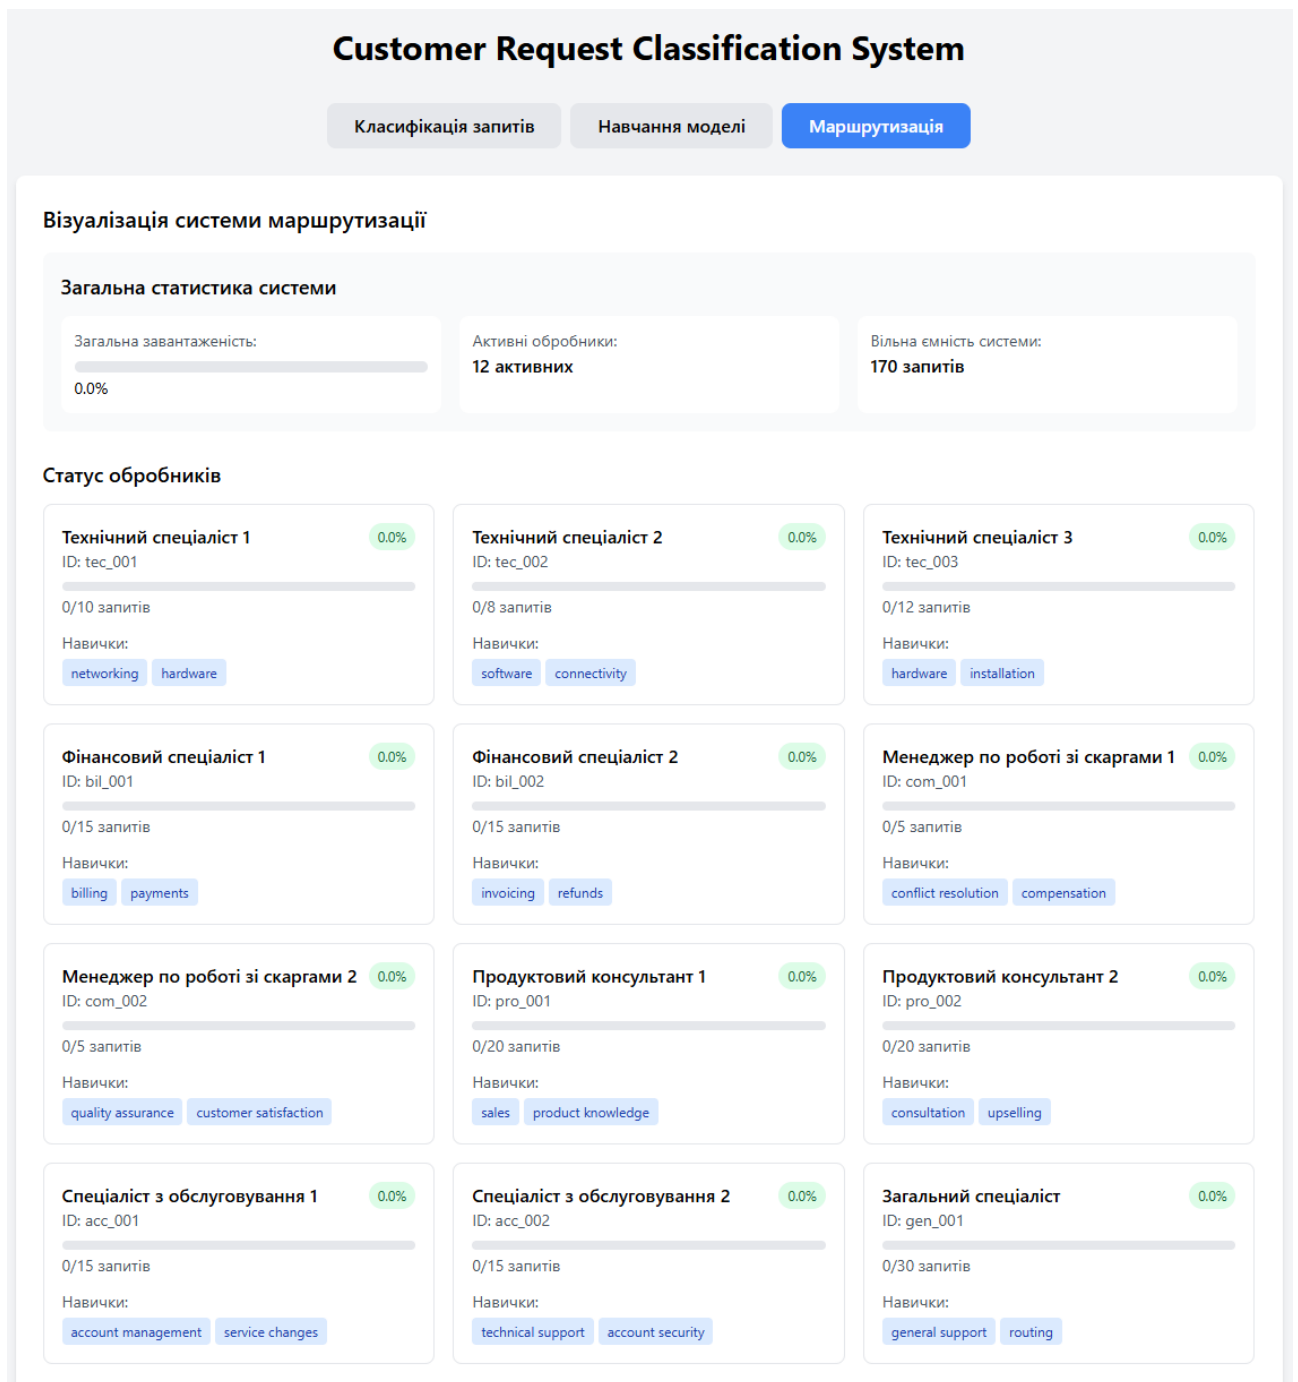 Customer Request Classification System
Класифікація запитів Навчання моделі Маршрутизація
Візуалізація системи маршрутизації
Загальна статистика системи
Загальна завантаженість:
0.0%
Активні обробники:
12 активних
Вільна ємність системи:
170 запитів
Статус обробників
Технічний спеціаліст 1 0.0%
ID: tec_001
0/10 запитів
Навички:
networking hardware
Технічний спеціаліст 2 0.0%
ID: tec_002
0/8 запитів
Навички:
software connectivity
Технічний спеціаліст 3 0.0%
ID: tec_003
0/12 запитів
Навички:
hardware installation
Фінансовий спеціаліст 1 0.0%
ID: bil_001
0/15 запитів
Навички:
billing payments
Фінансовий спеціаліст 2 0.0%
ID: bil_002
0/15 запитів
Навички:
invoicing refunds
Менеджер по роботі зі скаргами 1 0.0%
ID: com_001
0/5 запитів
Навички:
conflict resolution compensation
Менеджер по роботі зі скаргами 2 0.0%
ID: com_002
0/5 запитів
Навички:
quality assurance customer satisfaction
Продуктовий консультант 1 0.0%
ID: pro_001
0/20 запитів
Навички:
sales product knowledge
Продуктовий консультант 2 0.0%
ID: pro_002
0/20 запитів
Навички:
consultation upselling
Спеціаліст з обслуговування 1 0.0%
ID: acc_001
0/15 запитів
Навички:
account management service changes
Спеціаліст з обслуговування 2 0.0%
ID: acc_002
0/15 запитів
Навички:
technical support account security
Загальний спеціаліст 0.0%
ID: gen_001
0/30 запитів
Навички:
general support routing